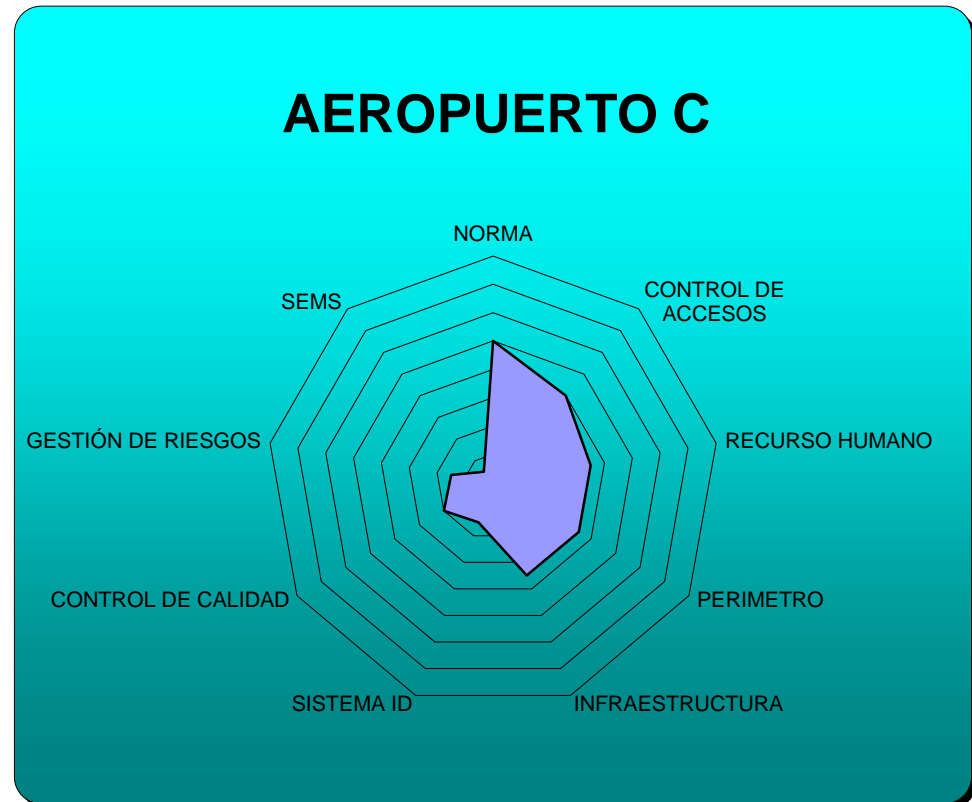 AEROPUERTO C
NORMA
CONTROL DE
ACCESOS
SEMS
GESTIÓN DE RIESGOS
RECURSO HUMANO
CONTROL DE CALIDAD
PERIMETRO
SISTEMA ID
INFRAESTRUCTURA